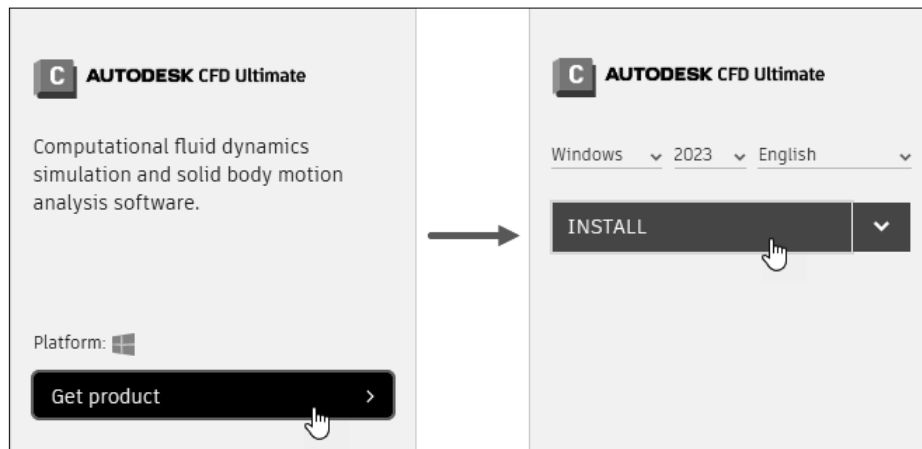 C AUTODESK CFD Ultimate
Computational fluid dynamics
simulation and solid body motion
analysis software.
Platform:
Get product
C AUTODESK CFD Ultimate
Windows 2023 English
INSTALL